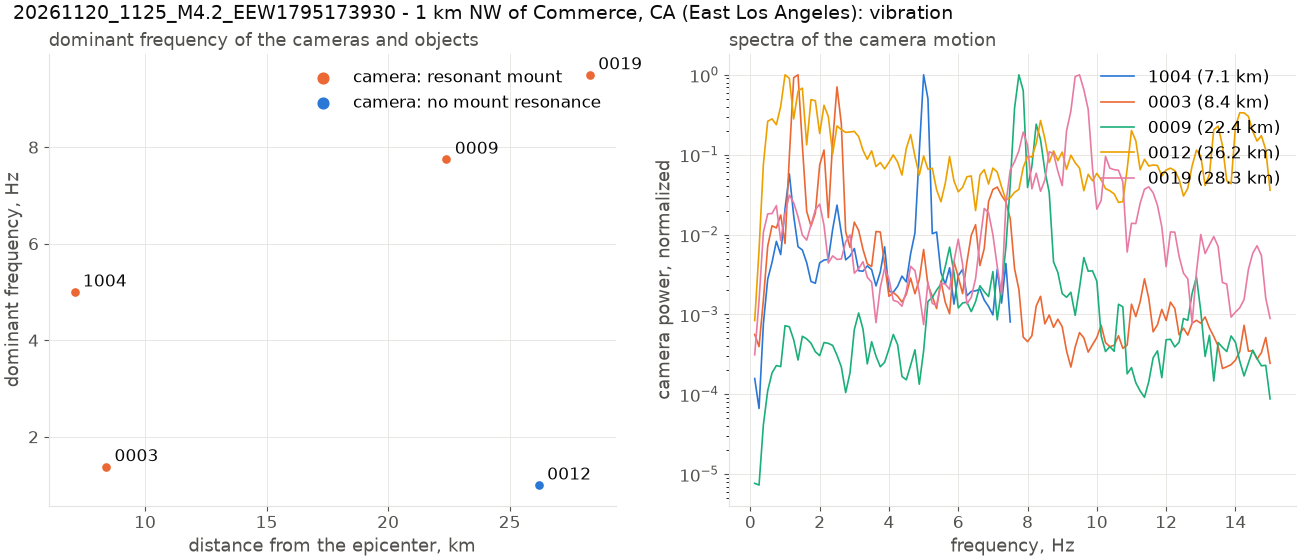 20261120_1125_M4.2_EEW1795173930 - 1 km NW of Commerce, CA (East Los Angeles): vibration
dominant frequency of the cameras and objects
camera: resonant mount
camera: no mount resonance
0019
0009
1004
0003
0012
8
6
4
2
10
15
20
25
dominant frequency, Hz
distance from the epicenter, km
spectra of the camera motion
1004 (7.1 km)
0003 (8.4 km)
0009 (22.4 km)
0012 (26.2 km)
0019 (28.3 km)
10⁰
10⁻¹
10⁻²
10⁻³
10⁻⁴
10⁻⁵
0
2
4
6
8
10
12
14
camera power, normalized
frequency, Hz